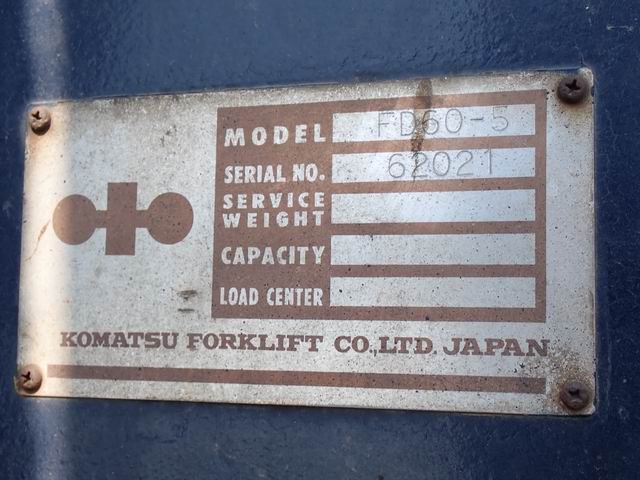 MODEL FD60-5
SERIAL NO. 62021
SERVICE
WEIGHT
CAPACITY
LOAD CENTER
KOMATSU FORKLIFT CO.,LTD. JAPAN